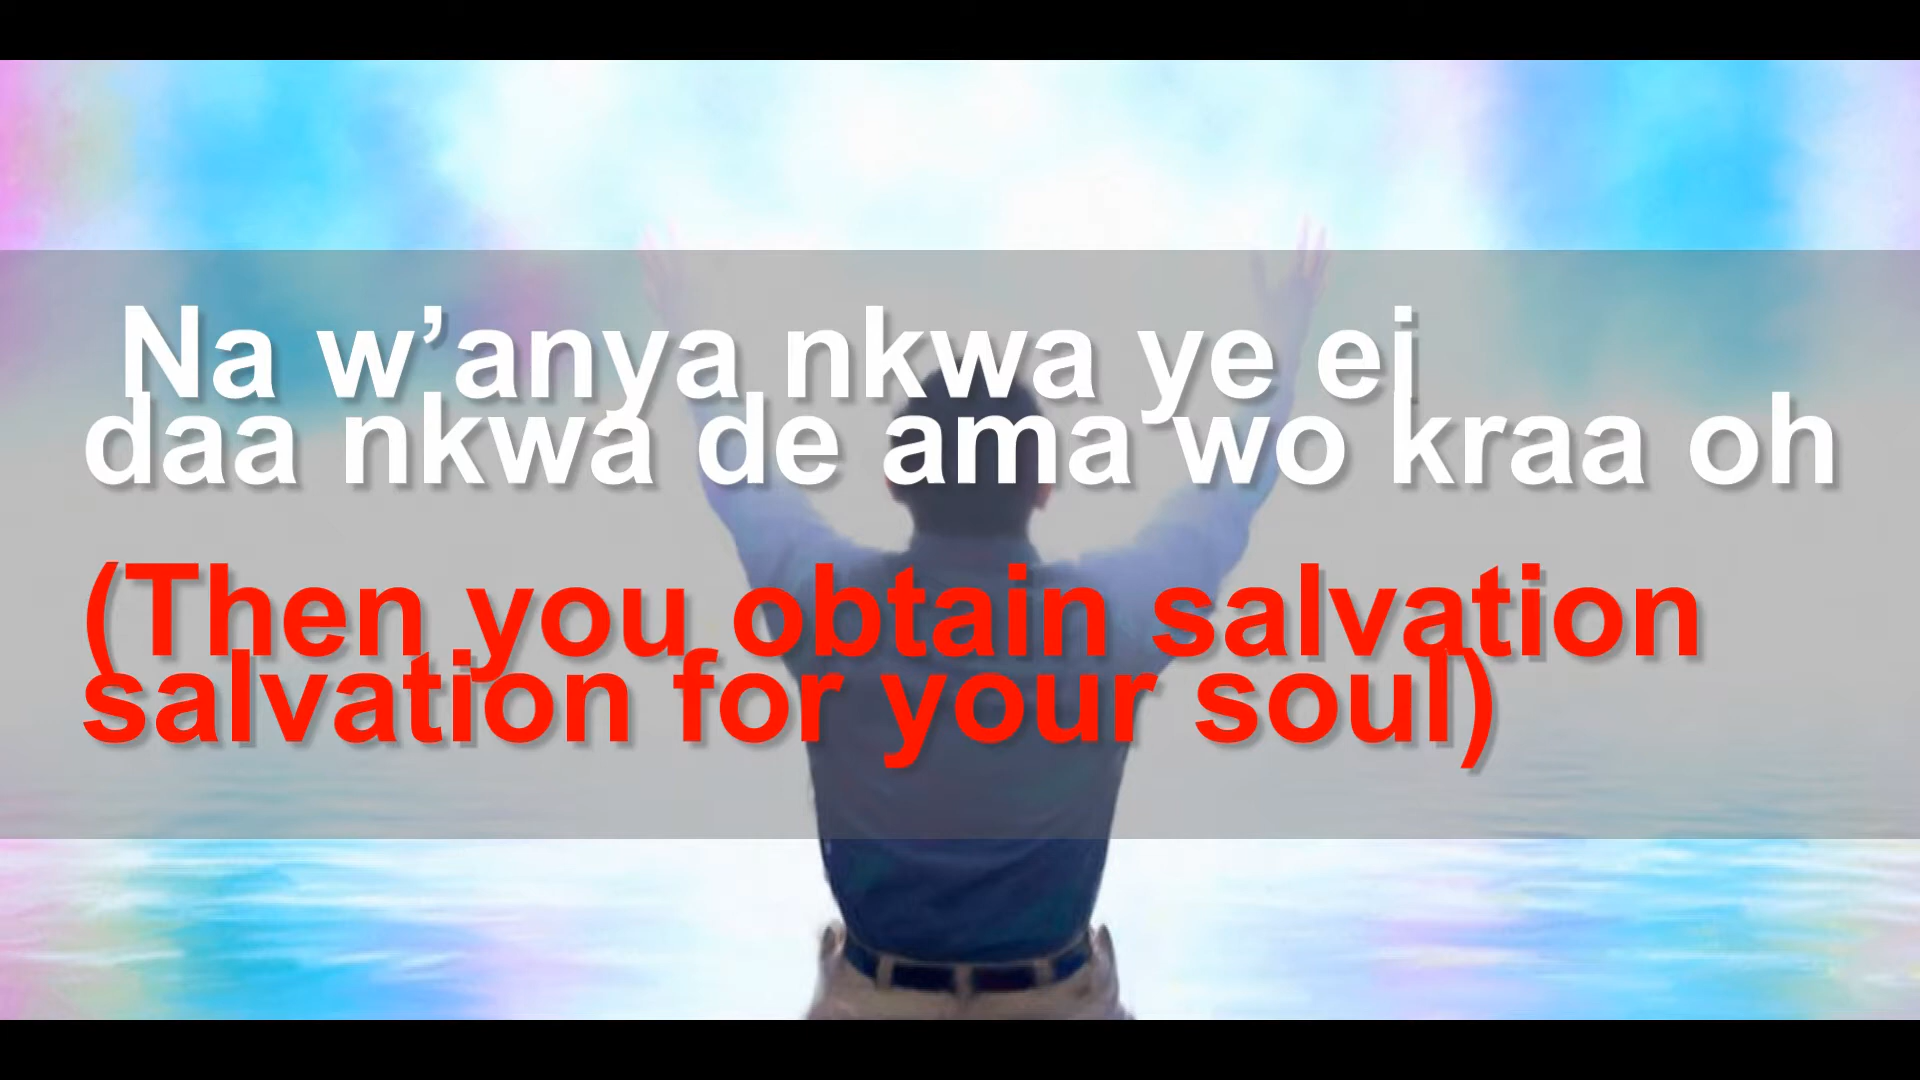 Na w’anya nkwa ye ei
daa nkwa de ama wo kraa oh
(Then you obtain salvation
salvation for your soul)